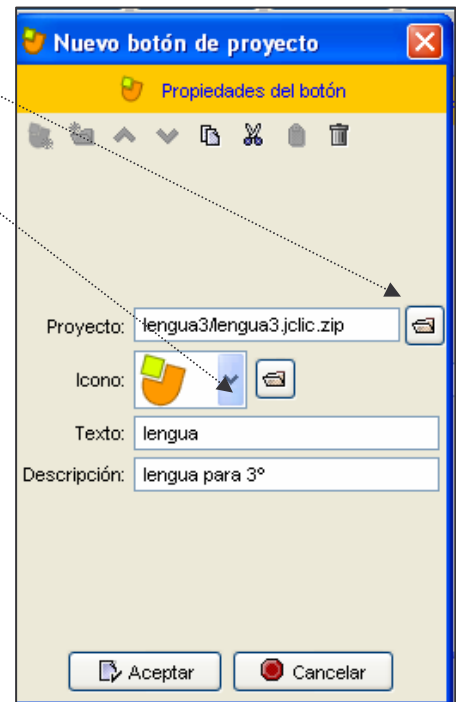 Nuevo botón de proyecto
Propiedades del botón
Proyecto: lengua3/lengua3.jclic.zip
Icono:
Texto: lengua
Descripción: lengua para 3º
Aceptar Cancelar